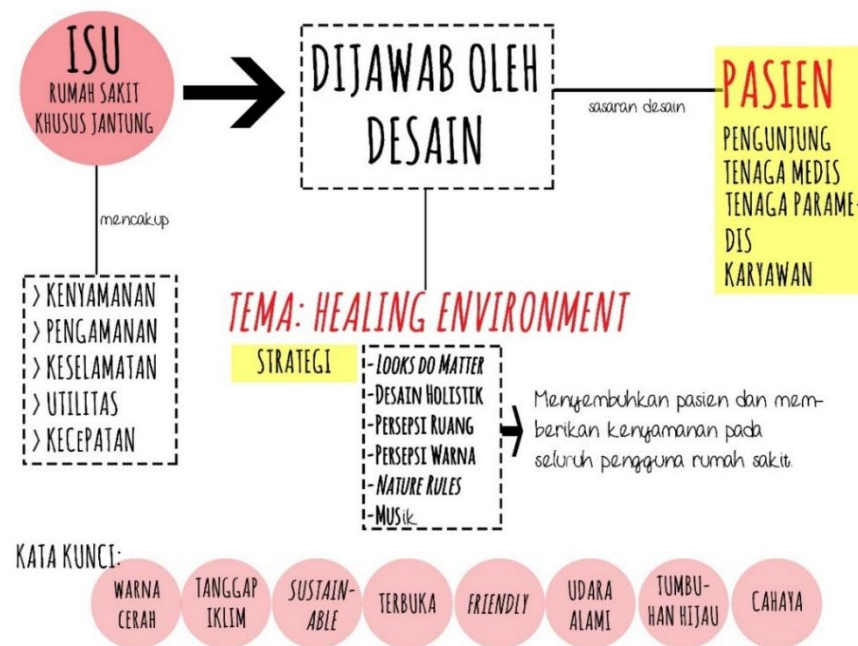 ISU
RUMAH SAKIT
KHUSUS JANTUNG
DIJAWAB OLEH
DESAIN
sasaran desain
PASIEN
PENGUNJUNG
TENAGA MEDIS
TENAGA PARAME-
DIS
KARYAWAN
mencakup
> KENYAMANAN
> PENGAMANAN
> KESELAMATAN
> UTILITAS
> KECePATAN
TEMA: HEALING ENVIRONMENT
STRATEGI
-LOOKS DO MATTER
-DESAIN HOLISTIK
-PERSEPSI RUANG
-PERSEPSI WARNA
-NATURE RULES
-MUSik
Menyembuhkan pasien dan mem-
berikan kenyamanan pada
seluruh pengguna rumah sakit.
KATA KUNCI:
WARNA
CERAH
TANGGAP
IKLIM
SUSTAIN-
ABLE
TERBUKA
FRIENDLY
UDARA
ALAMI
TUMBU-
HAN HIJAU
CAHAYA